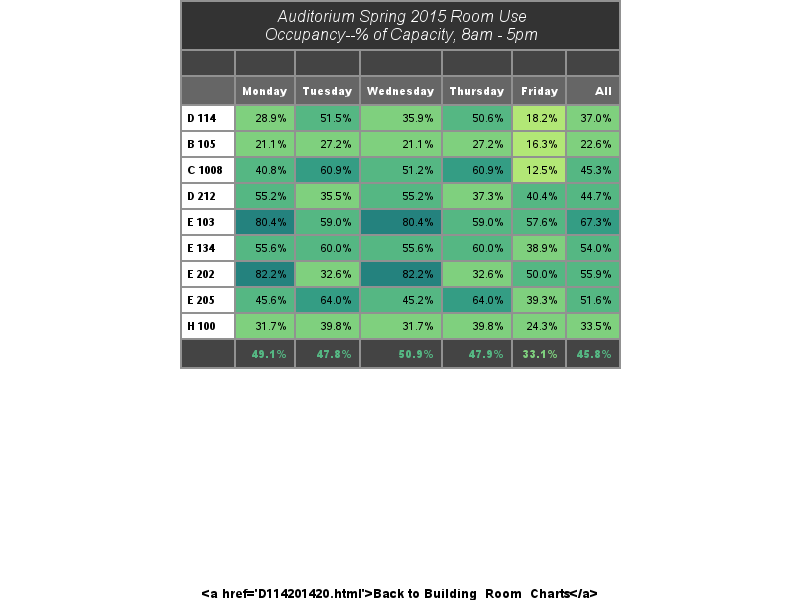 Auditorium Spring 2015 Room Use
Occupancy--% of Capacity, 8am - 5pm
Monday Tuesday Wednesday Thursday Friday All
D 114 28.9% 51.5% 35.9% 50.6% 18.2% 37.0%
B 105 21.1% 27.2% 21.1% 27.2% 16.3% 22.6%
C 1008 40.8% 60.9% 51.2% 60.9% 12.5% 45.3%
D 212 55.2% 35.5% 55.2% 37.3% 40.4% 44.7%
E 103 80.4% 59.0% 80.4% 59.0% 57.6% 67.3%
E 134 55.6% 60.0% 55.6% 60.0% 38.9% 54.0%
E 202 82.2% 32.6% 82.2% 32.6% 50.0% 55.9%
E 205 45.6% 64.0% 45.2% 64.0% 39.3% 51.6%
H 100 31.7% 39.8% 31.7% 39.8% 24.3% 33.5%
49.1% 47.8% 50.9% 47.9% 33.1% 45.8%
<a href='D114201420.html'>Back to Building_Room_Charts</a>